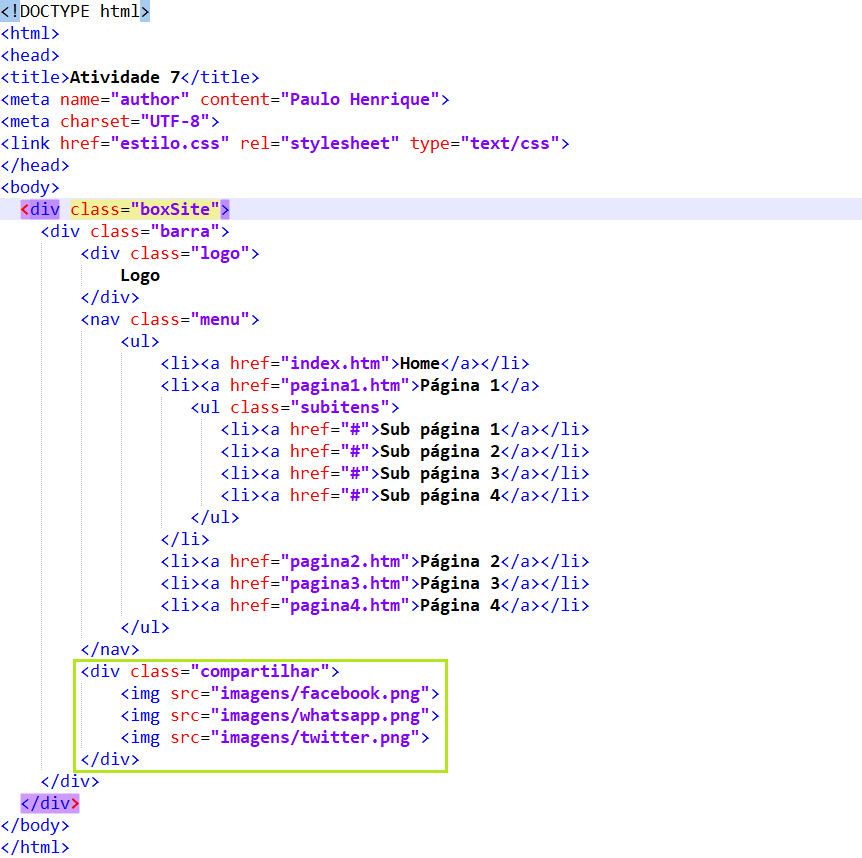 <!DOCTYPE html>
<html>
<head>
<title>Atividade 7</title>
<meta name="author" content="Paulo Henrique">
<meta charset="UTF-8">
<link href="estilo.css" rel="stylesheet" type="text/css">
</head>
<body>
<div class="boxSite">
<div class="barra">
<div class="logo">
Logo
</div>
<nav class="menu">
<ul>
<li><a href="index.htm">Home</a></li>
<li><a href="pagina1.htm">Página 1</a>
<ul class="subitens">
<li><a href="#">Sub página 1</a></li>
<li><a href="#">Sub página 2</a></li>
<li><a href="#">Sub página 3</a></li>
<li><a href="#">Sub página 4</a></li>
</ul>
</li>
<li><a href="pagina2.htm">Página 2</a></li>
<li><a href="pagina3.htm">Página 3</a></li>
<li><a href="pagina4.htm">Página 4</a></li>
</ul>
</nav>
<div class="compartilhar">
<img src="imagens/facebook.png">
<img src="imagens/whatsapp.png">
<img src="imagens/twitter.png">
</div>
</div>
</div>
</body>
</html>